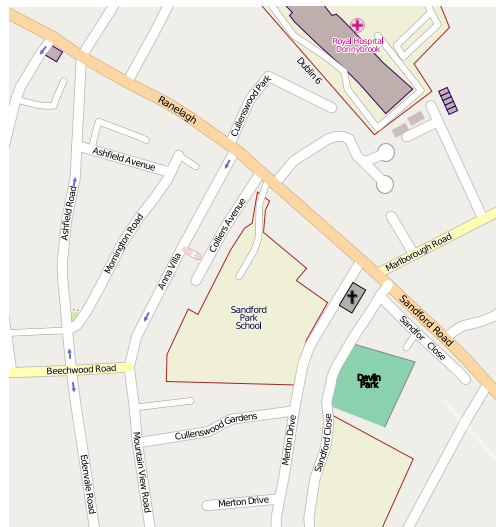 Royal Hospital
Donnybrook
Dublin 6
Ranelagh
Cullenswood Park
Ashfield Avenue
Ashfield Road
Mornington Road
Colliers Avenue
Anna Villa
Marlborough Road
Sandford
Park
School
Sandford Road
Sandfor Close
Beechwood Road
Devlin
Park
Cullenswood Gardens
Merton Drive
Sandford Close
Mountain View Road
Edenvale Road
Merton Drive